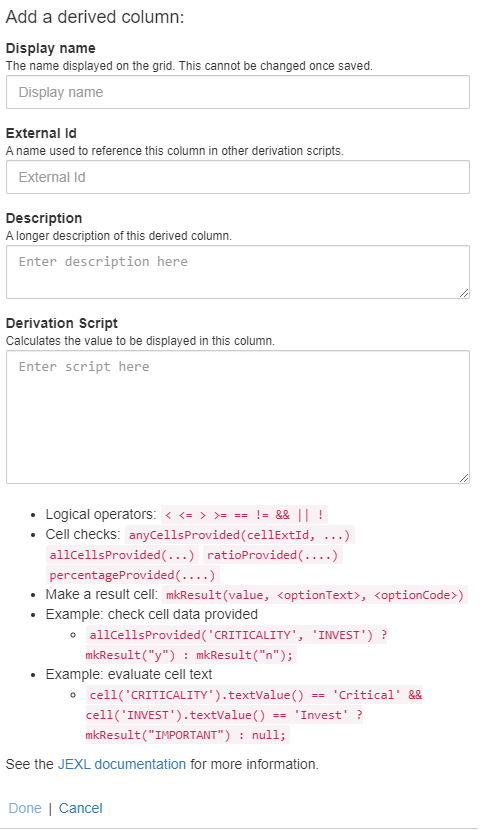 Add a derived column:
Display name
The name displayed on the grid. This cannot be changed once saved.
Display name
External Id
A name used to reference this column in other derivation scripts.
External Id
Description
A longer description of this derived column.
Enter description here
Derivation Script
Calculates the value to be displayed in this column.
Enter script here
• Logical operators: < <= > >= == != && || !
• Cell checks: anyCellsProvided(cellExtId, ...)
allCellsProvided(...) ratioProvided(....)
percentageProvided(....)
• Make a result cell: mkResult(value, <optionText>, <optionCode>)
• Example: check cell data provided
○ allCellsProvided('CRITICALITY', 'INVEST') ?
mkResult("y") : mkResult("n");
• Example: evaluate cell text
○ cell('CRITICALITY').textValue() == 'Critical' &&
cell('INVEST').textValue() == 'Invest' ?
mkResult("IMPORTANT") : null;
See the JEXL documentation for more information.
Done | Cancel